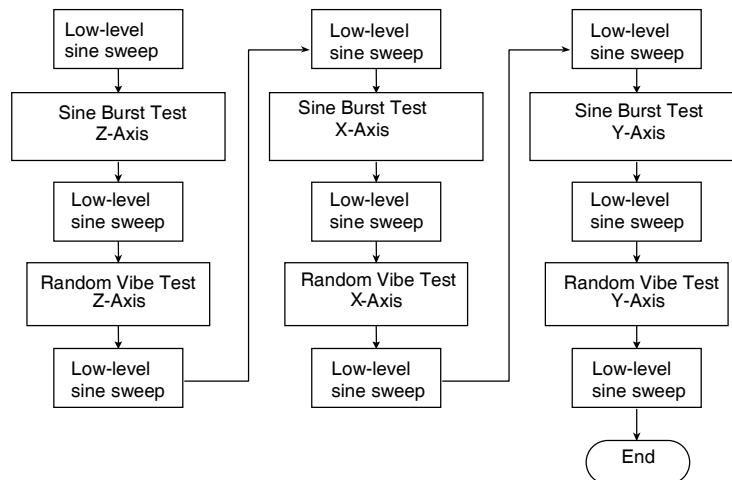 Low-level
sine sweep
Sine Burst Test
Z-Axis
Low-level
sine sweep
Random Vibe Test
Z-Axis
Low-level
sine sweep
Low-level
sine sweep
Sine Burst Test
X-Axis
Low-level
sine sweep
Random Vibe Test
X-Axis
Low-level
sine sweep
Low-level
sine sweep
Sine Burst Test
Y-Axis
Low-level
sine sweep
Random Vibe Test
Y-Axis
Low-level
sine sweep
End